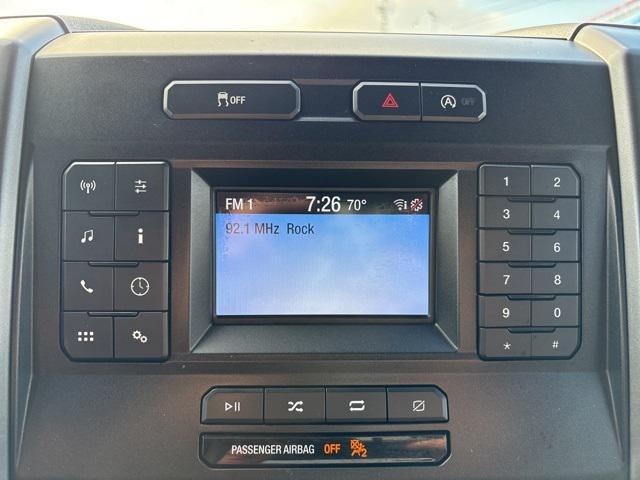 OFF
A OFF
FM 1 7:26 70°
92.1 MHz Rock
i
1 2
3 4
5 6
7 8
9 0
* #
PASSENGER AIRBAG OFF 2